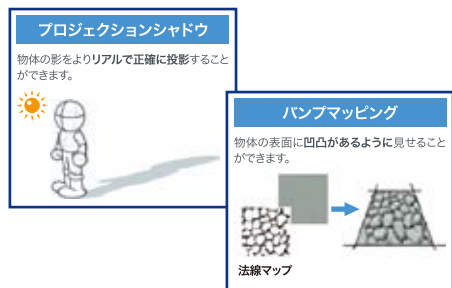 プロジェクションシャドウ
物体の影をよりリアルで正確に投影すること
ができます。
バンプマッピング
物体の表面に凹凸があるように見せること
ができます。
法線マップ